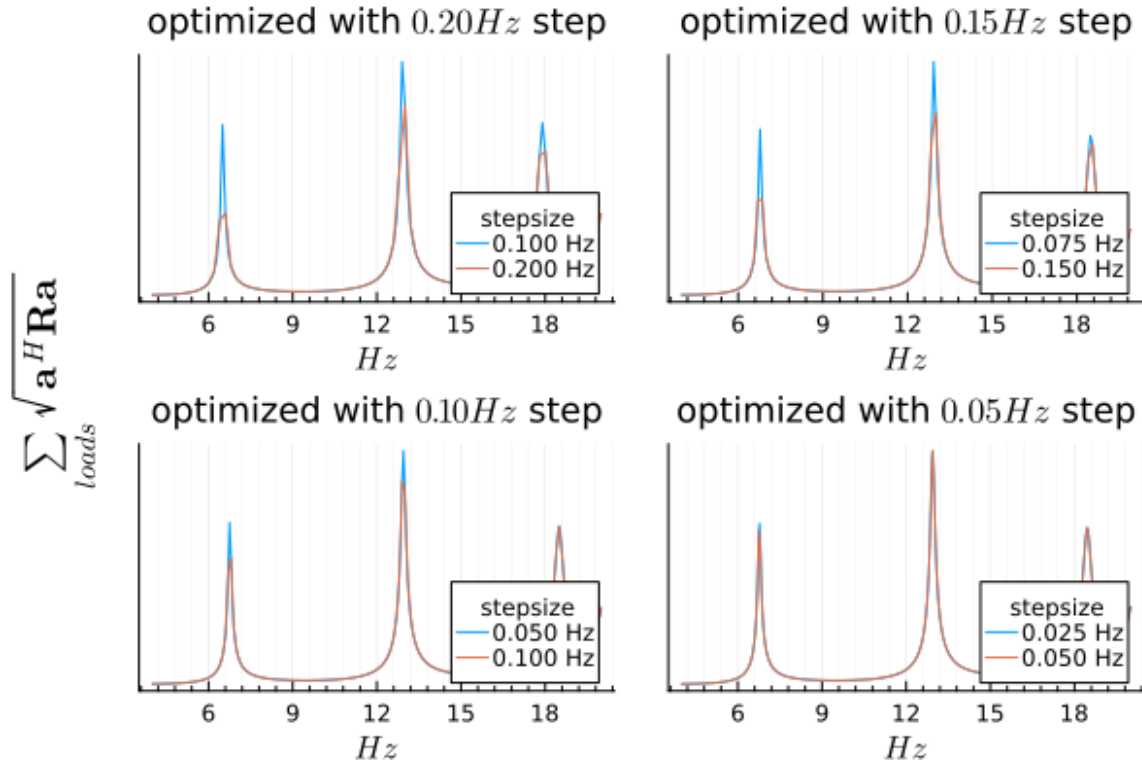 optimized with 0.20Hz step
stepsize
0.100 Hz
0.200 Hz
6 9 12 15 18
Hz
optimized with 0.15Hz step
stepsize
0.075 Hz
0.150 Hz
6 9 12 15 18
Hz
∑ √a^H Ra
loads
optimized with 0.10Hz step
stepsize
0.050 Hz
0.100 Hz
6 9 12 15 18
Hz
optimized with 0.05Hz step
stepsize
0.025 Hz
0.050 Hz
6 9 12 15 18
Hz